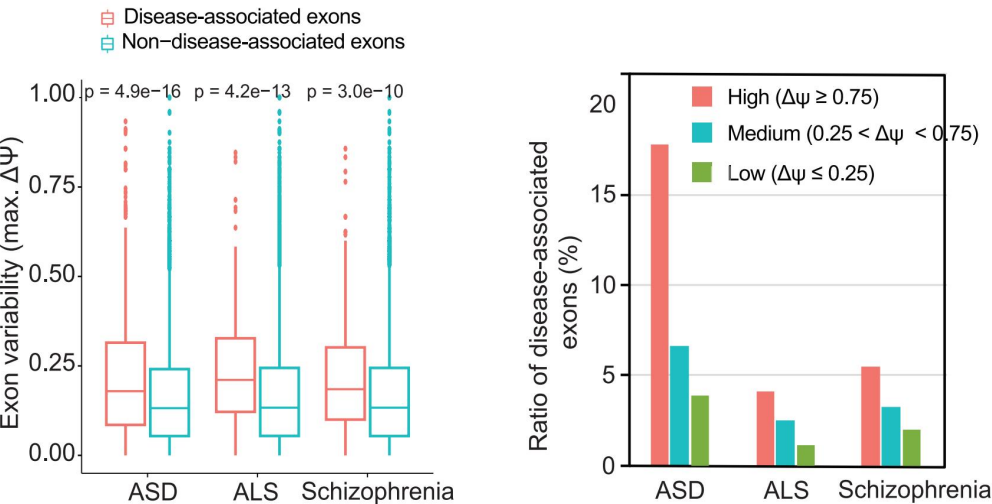 Disease-associated exons
Non−disease-associated exons
Exon variability (max. ΔΨ)
1.00
0.75
0.50
0.25
0.00
p = 4.9e−16 p = 4.2e−13 p = 3.0e−10
ASD ALS Schizophrenia
Ratio of disease-associated
exons (%)
20
15
10
5
0
High (Δψ ≥ 0.75)
Medium (0.25 < Δψ < 0.75)
Low (Δψ ≤ 0.25)
ASD ALS Schizophrenia